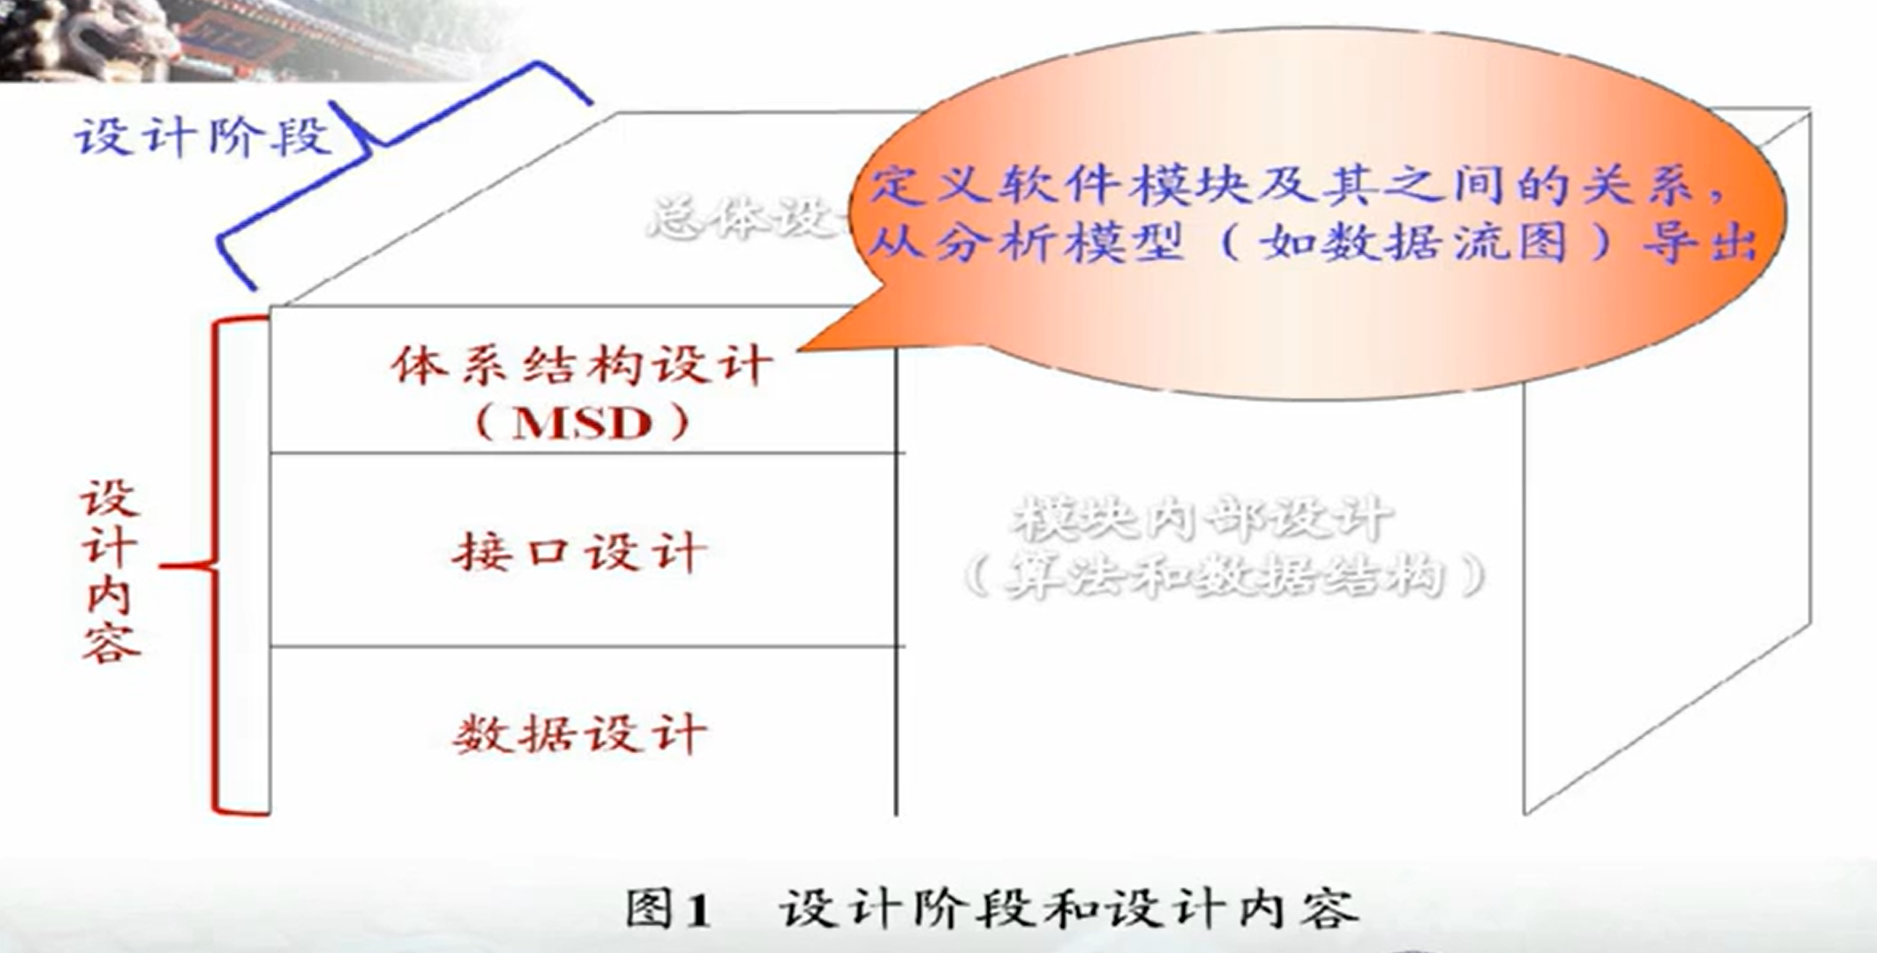 设计阶段
总体设
定义软件模块及其之间的关系，
从分析模型（如数据流图）导出
体系结构设计
（MSD）
设计内容
接口设计
模块内部设计
（算法和数据结构）
数据设计
图1 设计阶段和设计内容